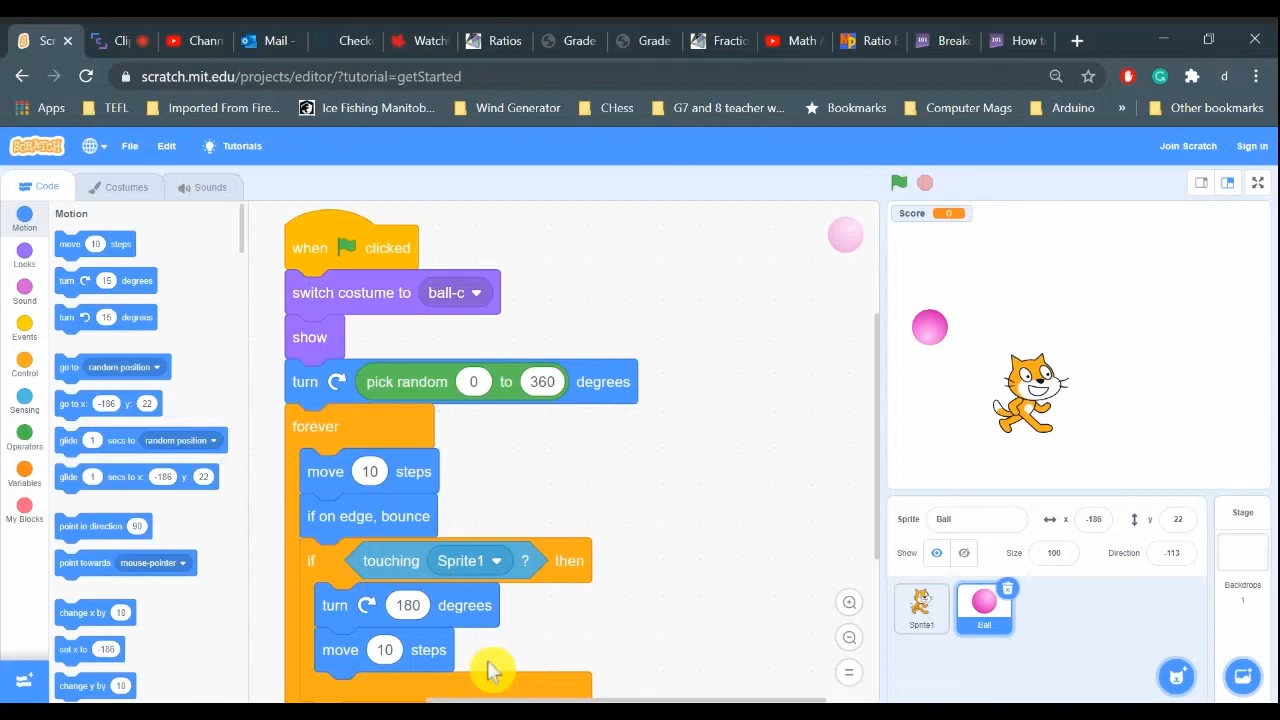 Scr
Cli
Chann
Mail -
Check
Watch
Ratios
Grade
Grade
Fractio
Math A
Ratio E
Break
How t
scratch.mit.edu/projects/editor/?tutorial=getStarted
d
Apps
TEFL
Imported From Fire...
Ice Fishing Manitob...
Wind Generator
CHess
G7 and 8 teacher w...
Bookmarks
Computer Mags
Arduino
»
Other bookmarks
SCRATCH
File
Edit
Tutorials
Join Scratch
Sign in
Code
Costumes
Sounds
Motion
Looks
Sound
Events
Control
Sensing
Operators
Variables
My Blocks
Motion
move 10 steps
turn 15 degrees
turn 15 degrees
go to random position
go to x: -186 y: 22
glide 1 secs to random position
glide 1 secs to x: -186 y: 22
point in direction 90
point towards mouse-pointer
change x by 10
set x to -186
change y by 10
when clicked
switch costume to ball-c
show
turn pick random 0 to 360 degrees
forever
move 10 steps
if on edge, bounce
if touching Sprite1 ? then
turn 180 degrees
move 10 steps
Score 0
Sprite Ball x -186 y 22
Show Size 100 Direction -113
Sprite1
Ball
Stage
Backdrops
1